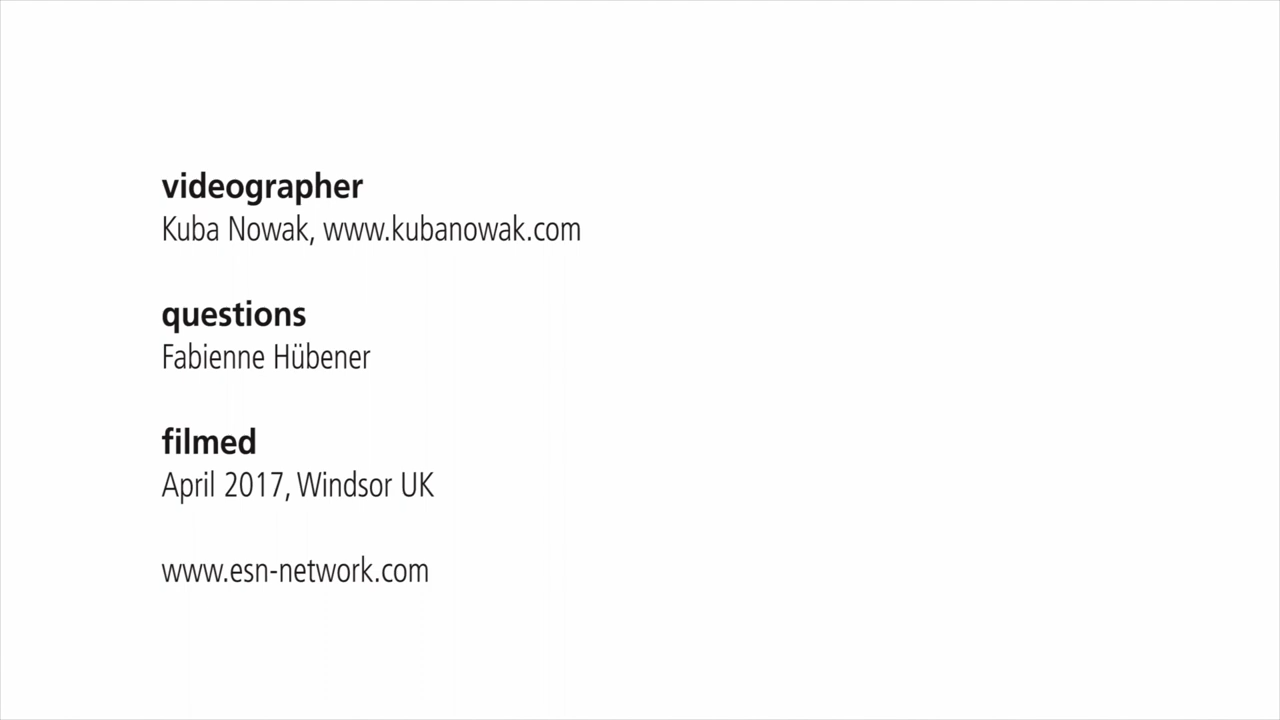 videographer
Kuba Nowak, www.kubanowak.com
questions
Fabienne Hübener
filmed
April 2017, Windsor UK
www.esn-network.com